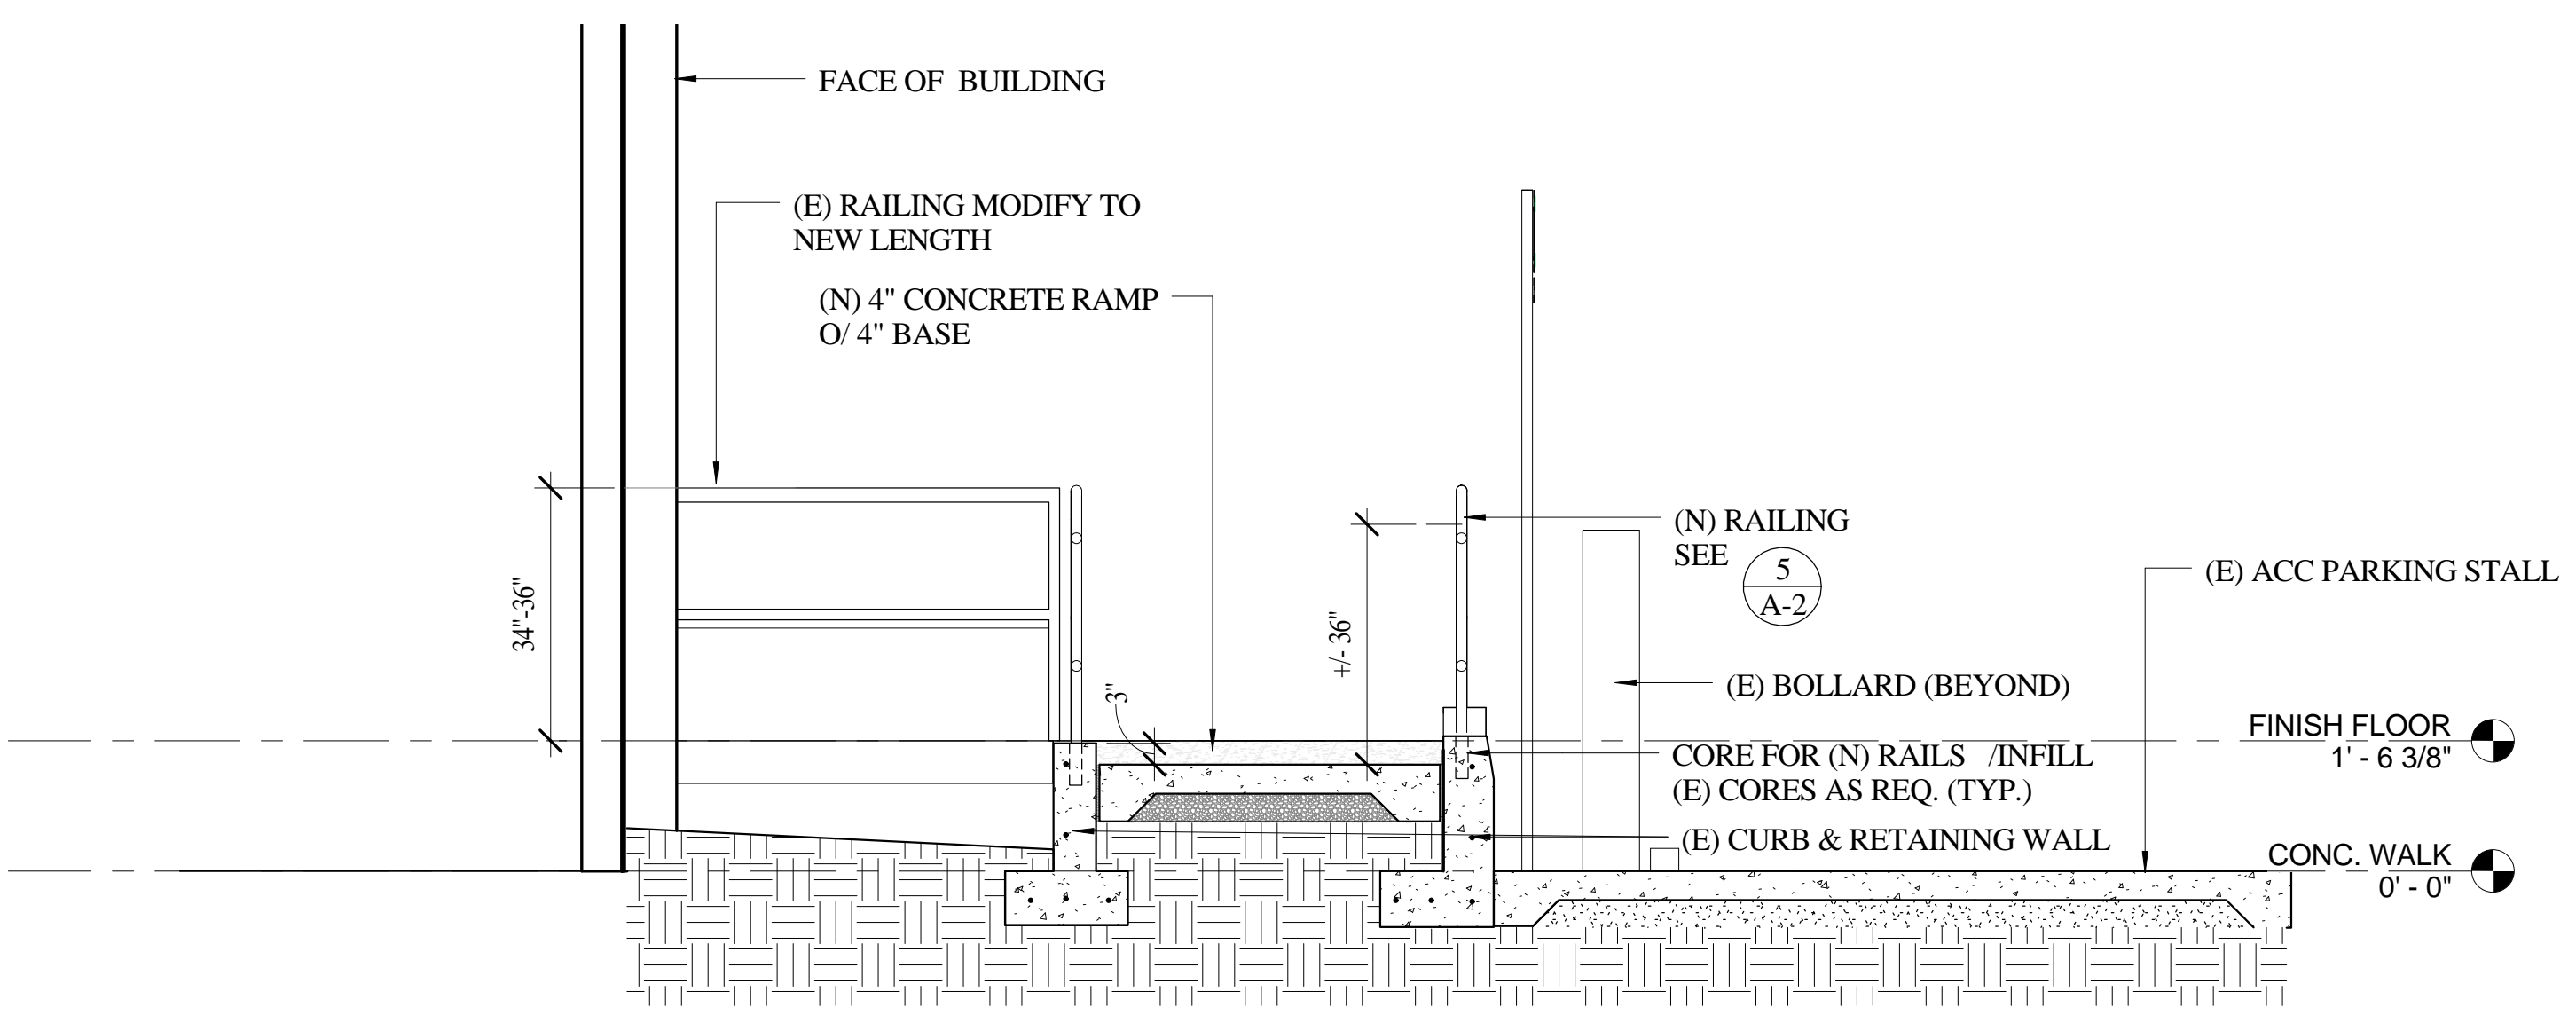 FACE OF BUILDING
(E) RAILING MODIFY TO
NEW LENGTH
(N) 4" CONCRETE RAMP
O/ 4" BASE
34"-36"
3"
+/- 36"
(N) RAILING
SEE
5
A-2
(E) ACC PARKING STALL
(E) BOLLARD (BEYOND)
FINISH FLOOR
1' - 6 3/8"
CORE FOR (N) RAILS /INFILL
(E) CORES AS REQ. (TYP.)
(E) CURB & RETAINING WALL
CONC. WALK
0' - 0"